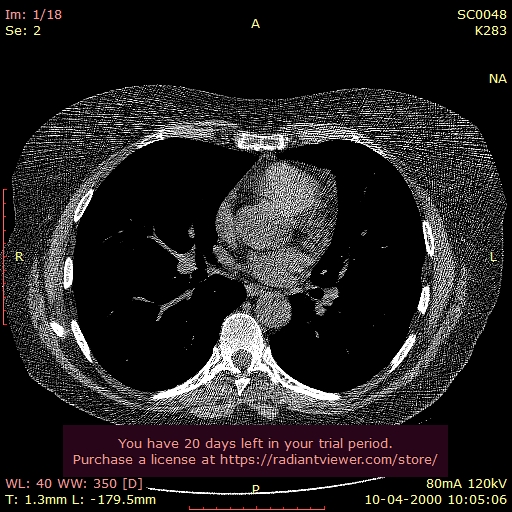 Im: 1/18
Se: 2
A
SC0048
K283
NA
R
L
You have 20 days left in your trial period.
Purchase a license at https://radiantviewer.com/store/
WL: 40 WW: 350 [D]
T: 1.3mm L: -179.5mm
P
80mA 120kV
10-04-2000 10:05:06